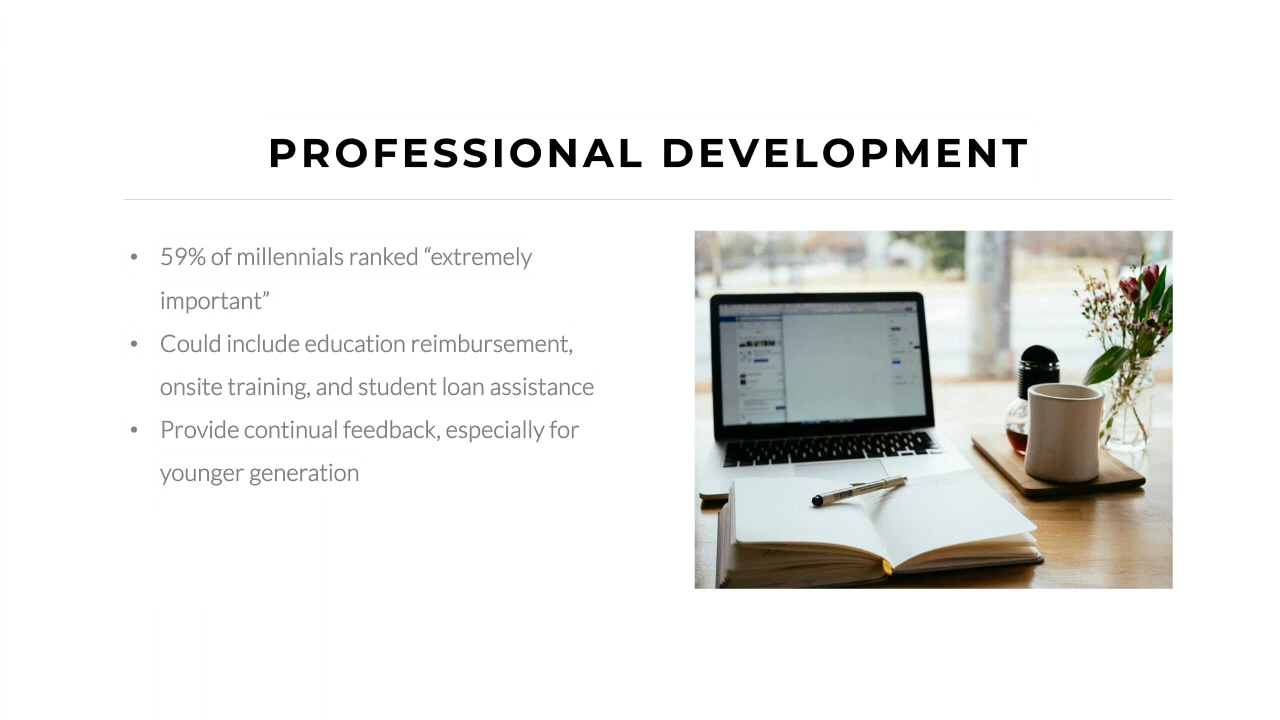 PROFESSIONAL DEVELOPMENT
• 59% of millennials ranked “extremely
important”
• Could include education reimbursement,
onsite training, and student loan assistance
• Provide continual feedback, especially for
younger generation